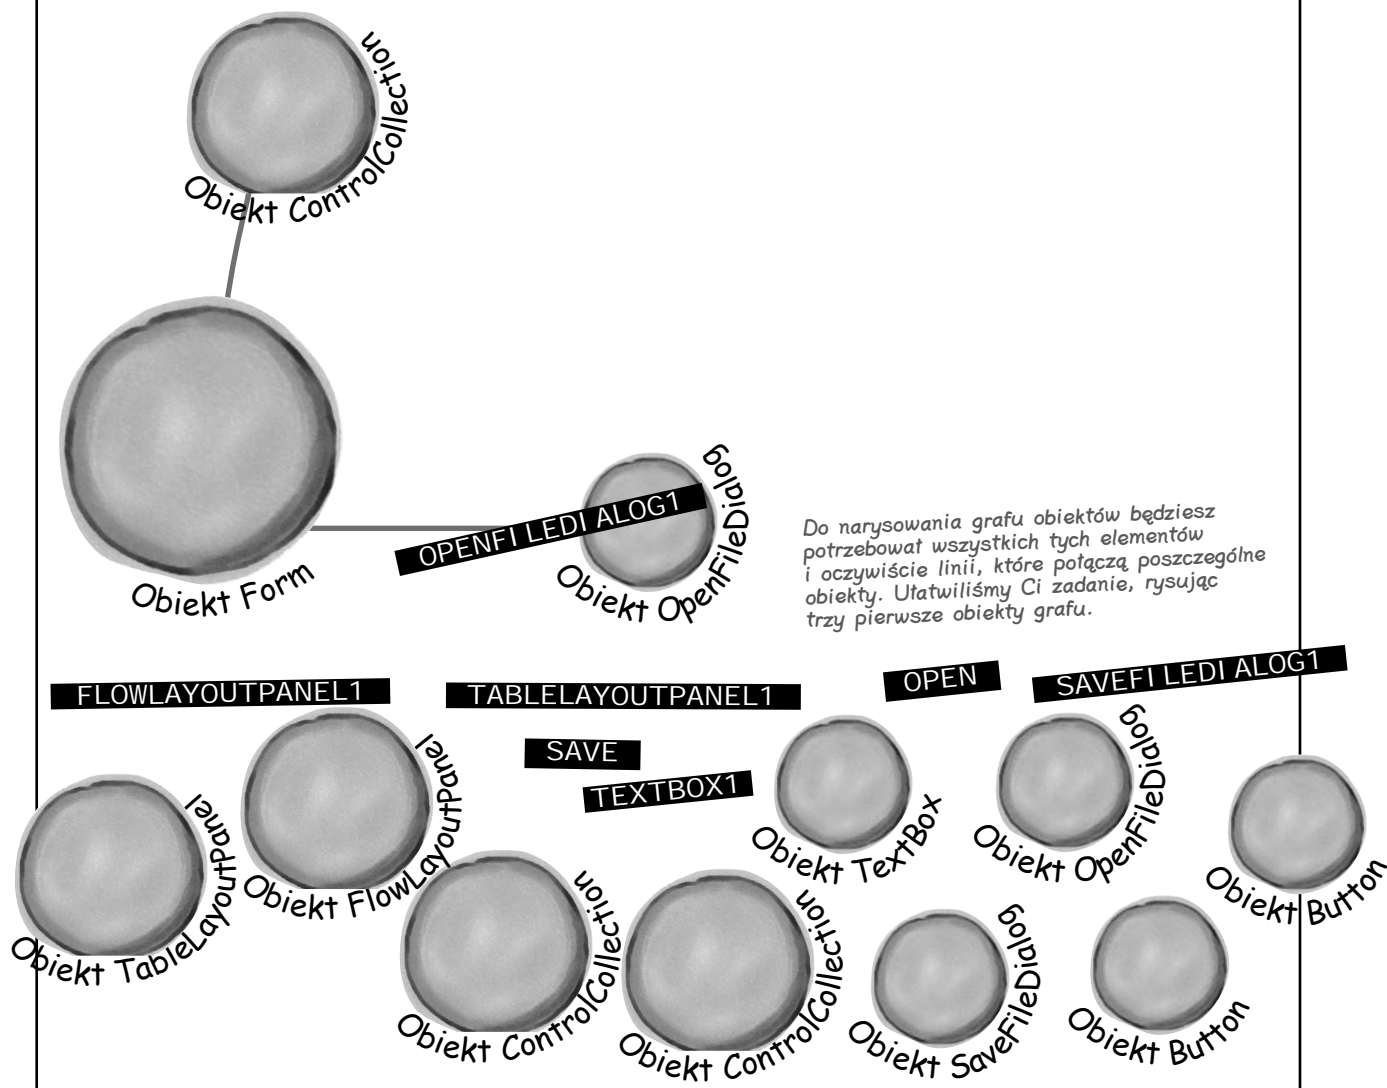 Obiekt ControlCollection
Obiekt Form
OPENFI LEDI ALOG1
Obiekt OpenFileDialog
Do narysowania grafu obiektów będziesz
potrzebował wszystkich tych elementów
i oczywiście linii, które połączą poszczególne
obiekty. Ułatwiliśmy Ci zadanie, rysując
trzy pierwsze obiekty grafu.
FLOWLAYOUTPANEL1
TABLELAYOUTPANEL1
OPEN
SAVEFI LEDI ALOG1
SAVE
TEXTBOX1
Obiekt TableLayoutPanel
Obiekt FlowLayoutPanel
Obiekt TextBox
Obiekt OpenFileDialog
Obiekt Button
Obiekt ControlCollection
Obiekt ControlCollection
Obiekt SaveFileDialog
Obiekt Button